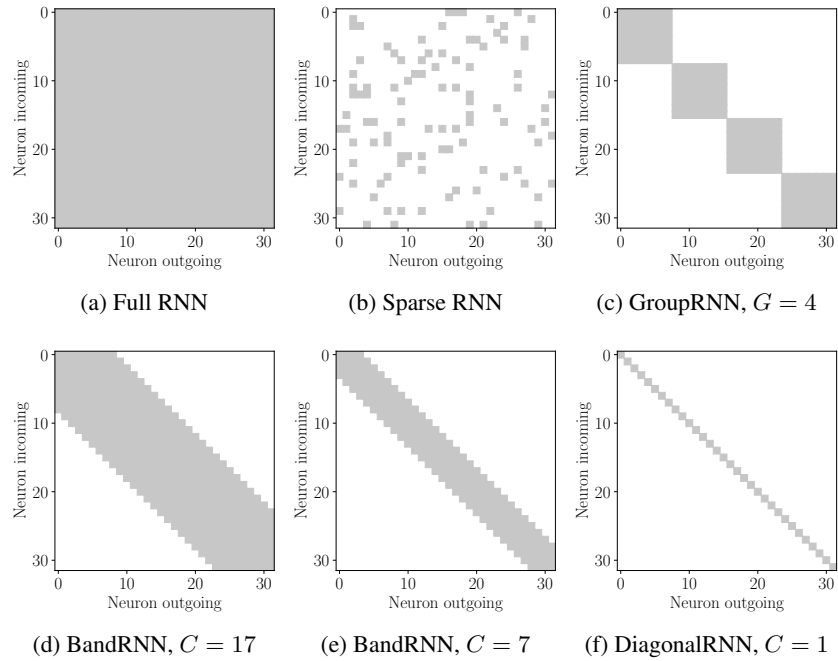 0
10
20
30
Neuron incoming
0 10 20 30
Neuron outgoing
(a) Full RNN
0
10
20
30
Neuron incoming
0 10 20 30
Neuron outgoing
(b) Sparse RNN
0
10
20
30
Neuron incoming
0 10 20 30
Neuron outgoing
(c) GroupRNN, G = 4
0
10
20
30
Neuron incoming
0 10 20 30
Neuron outgoing
(d) BandRNN, C = 17
0
10
20
30
Neuron incoming
0 10 20 30
Neuron outgoing
(e) BandRNN, C = 7
0
10
20
30
Neuron incoming
0 10 20 30
Neuron outgoing
(f) DiagonalRNN, C = 1